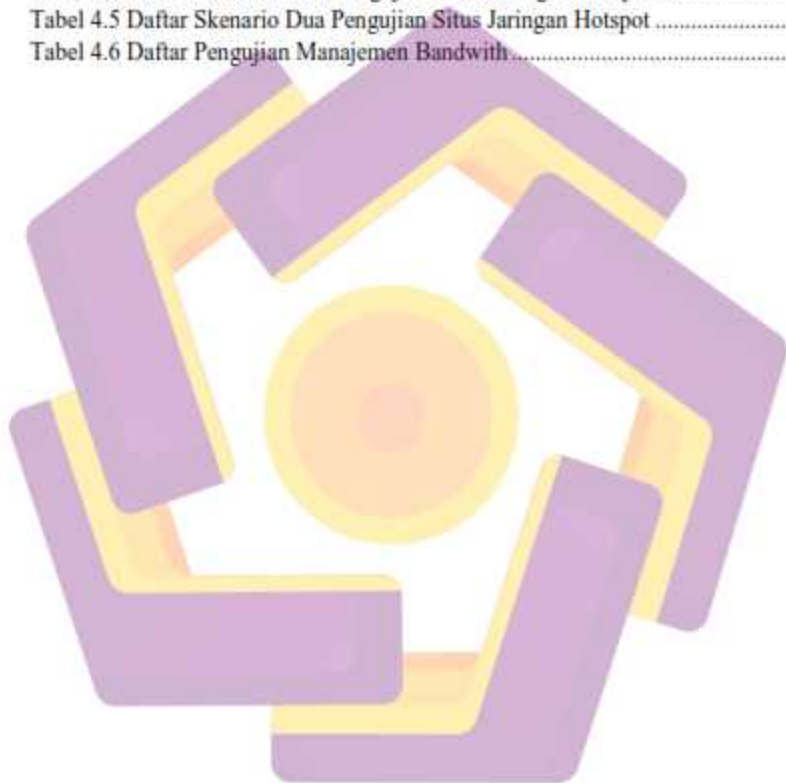 Tabel 4.5 Daftar Skenario Dua Pengujian Situs Jaringan Hotspot ........................
Tabel 4.6 Daftar Pengujian Manajemen Bandwith ..................................................